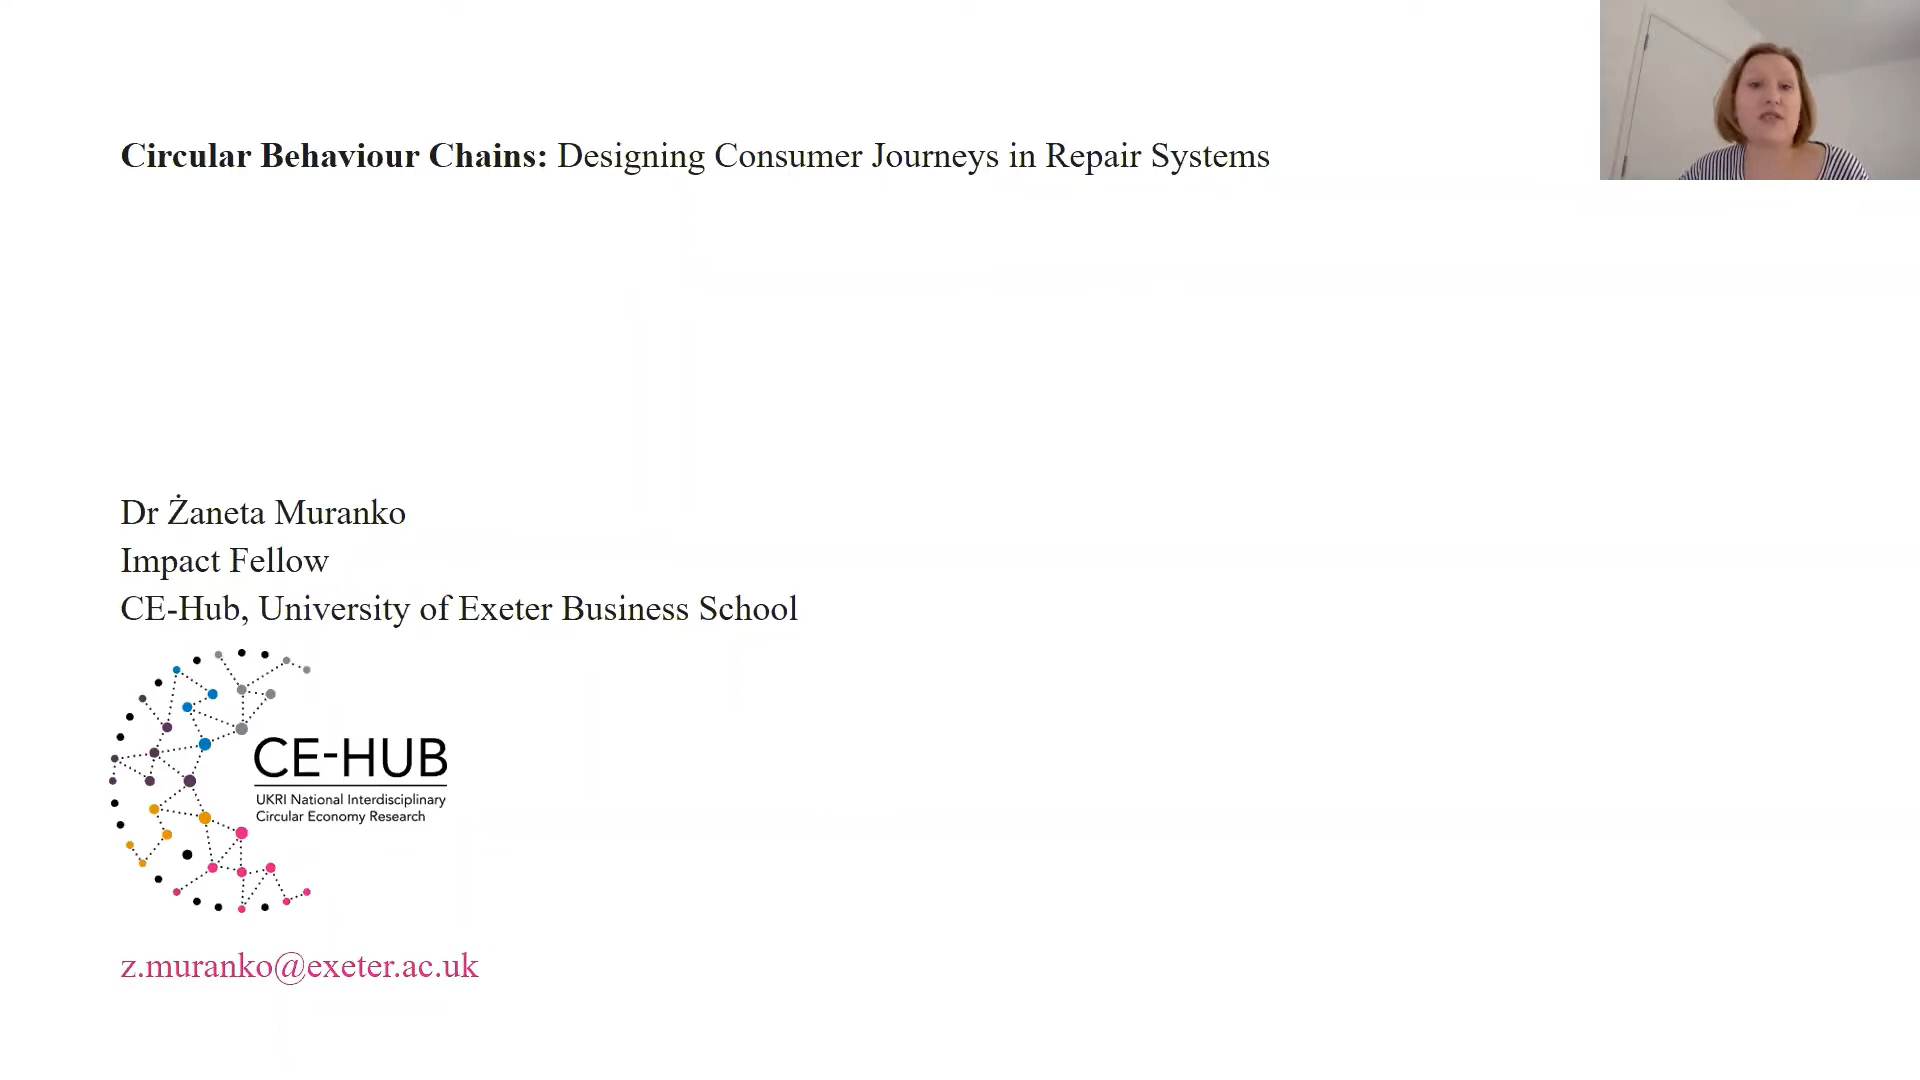 Circular Behaviour Chains: Designing Consumer Journeys in Repair Systems
Dr Żaneta Muranko
Impact Fellow
CE-Hub, University of Exeter Business School
CE-HUB
UKRI National Interdisciplinary
Circular Economy Research
z.muranko@exeter.ac.uk